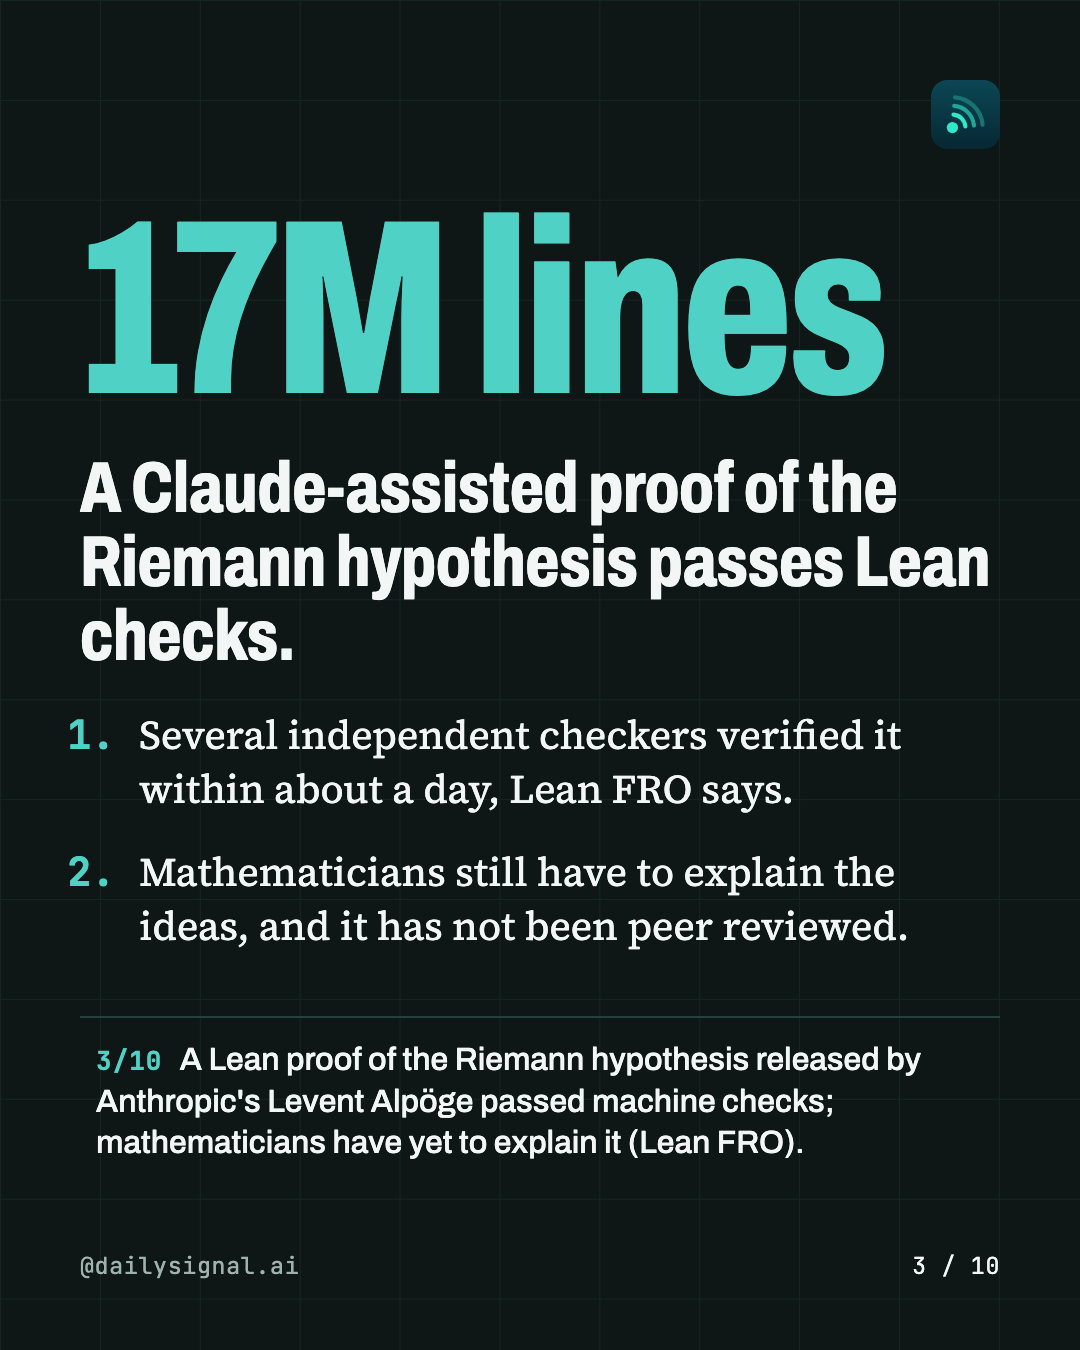 17M lines
A Claude-assisted proof of the
Riemann hypothesis passes Lean
checks.
1. Several independent checkers verified it
within about a day, Lean FRO says.
2. Mathematicians still have to explain the
ideas, and it has not been peer reviewed.
3/10 A Lean proof of the Riemann hypothesis released by
Anthropic's Levent Alpöge passed machine checks;
mathematicians have yet to explain it (Lean FRO).
@dailysignal.ai
3 / 10